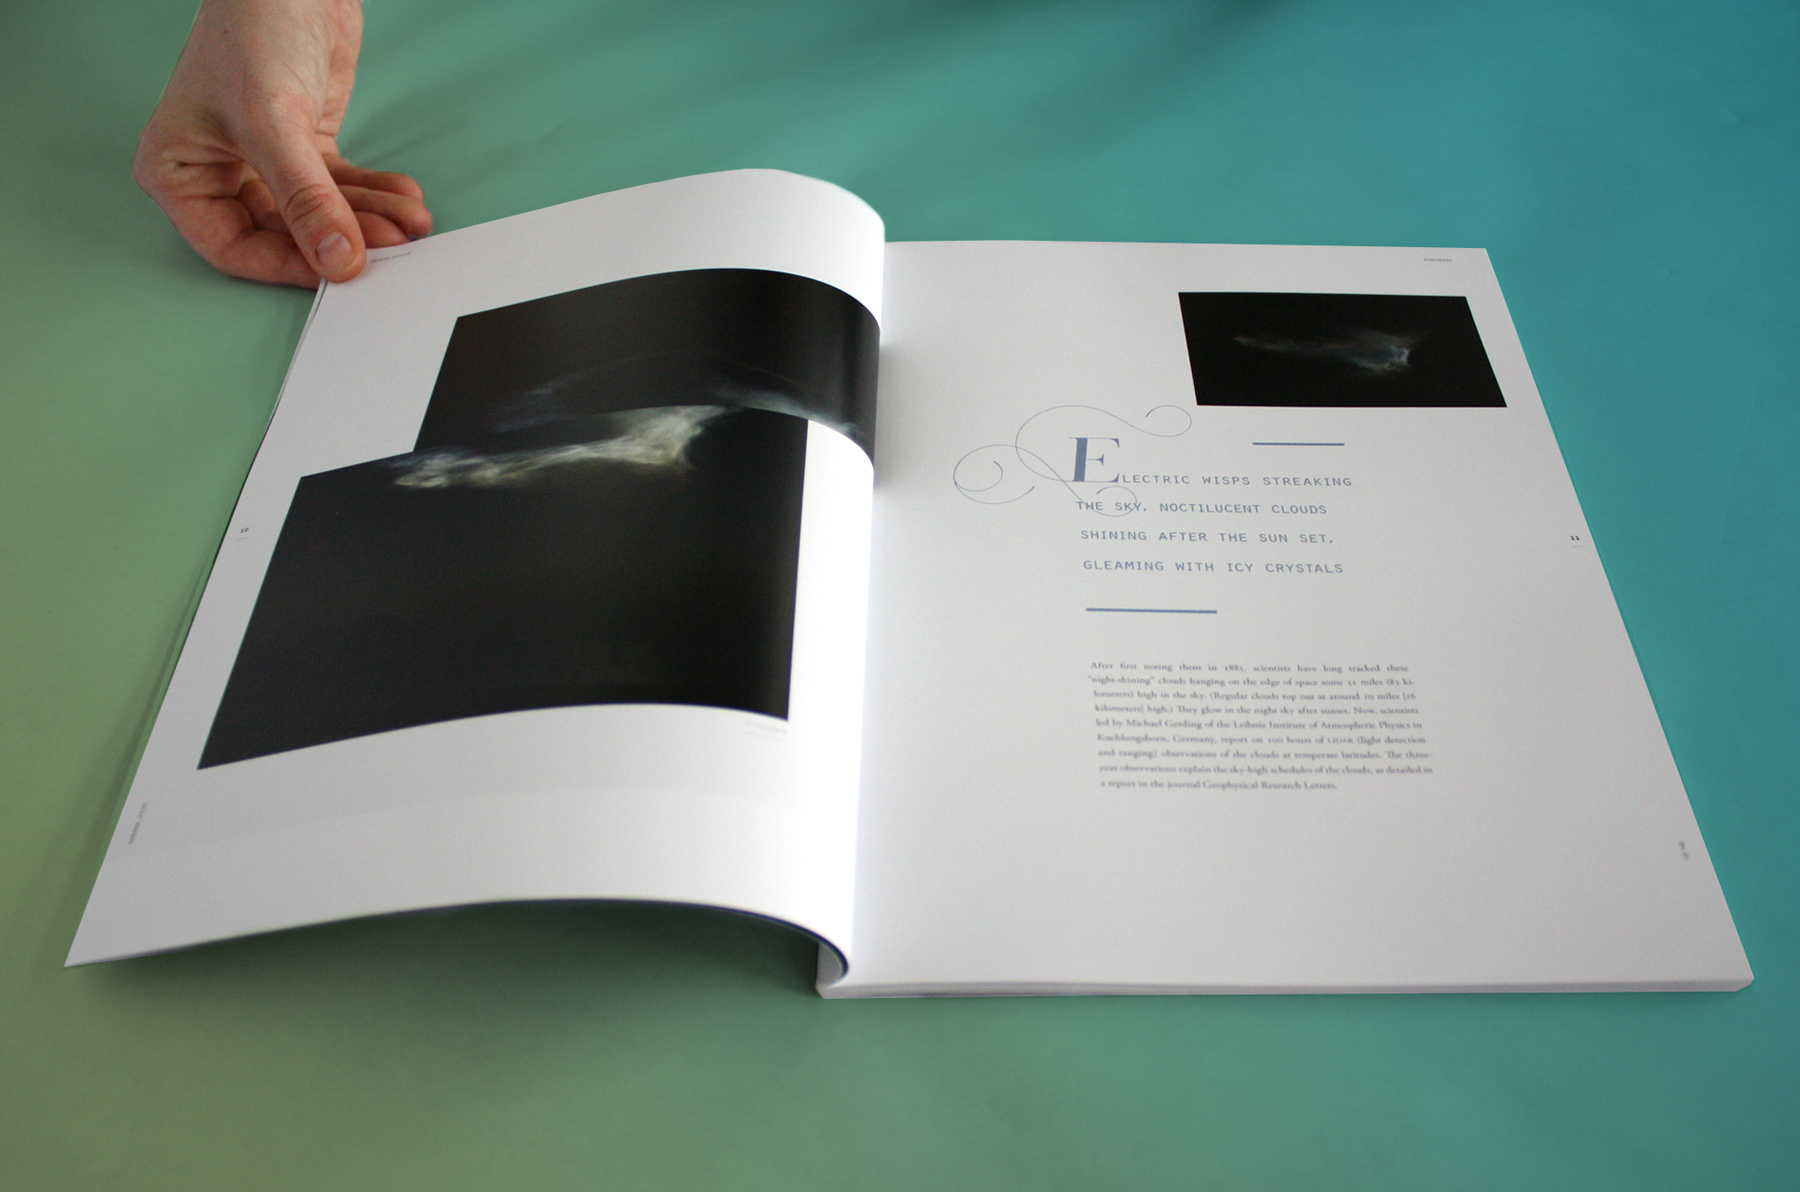 10
ELECTRIC WISPS STREAKING
THE SKY, NOCTILUCENT CLOUDS
SHINING AFTER THE SUN SET,
GLEAMING WITH ICY CRYSTALS
11
After first noting them in 1885, scientists have long tracked these
"night-shining" clouds hanging on the edge of space some 51 miles (83 ki-
lometers) high in the sky. (Regular clouds top out at around 10 miles [16
kilometers] high.) They glow in the night sky after sunset. Now, scientists
led by Michael Gerding of the Leibniz Institute of Atmospheric Physics in
Kuehlungsborn, Germany, report on 100 hours of LIDAR (light detection
and ranging) observations of the clouds at temperate latitudes. The three-
year observations explain the sky-high schedules of the clouds, as detailed in
a report in the journal Geophysical Research Letters.